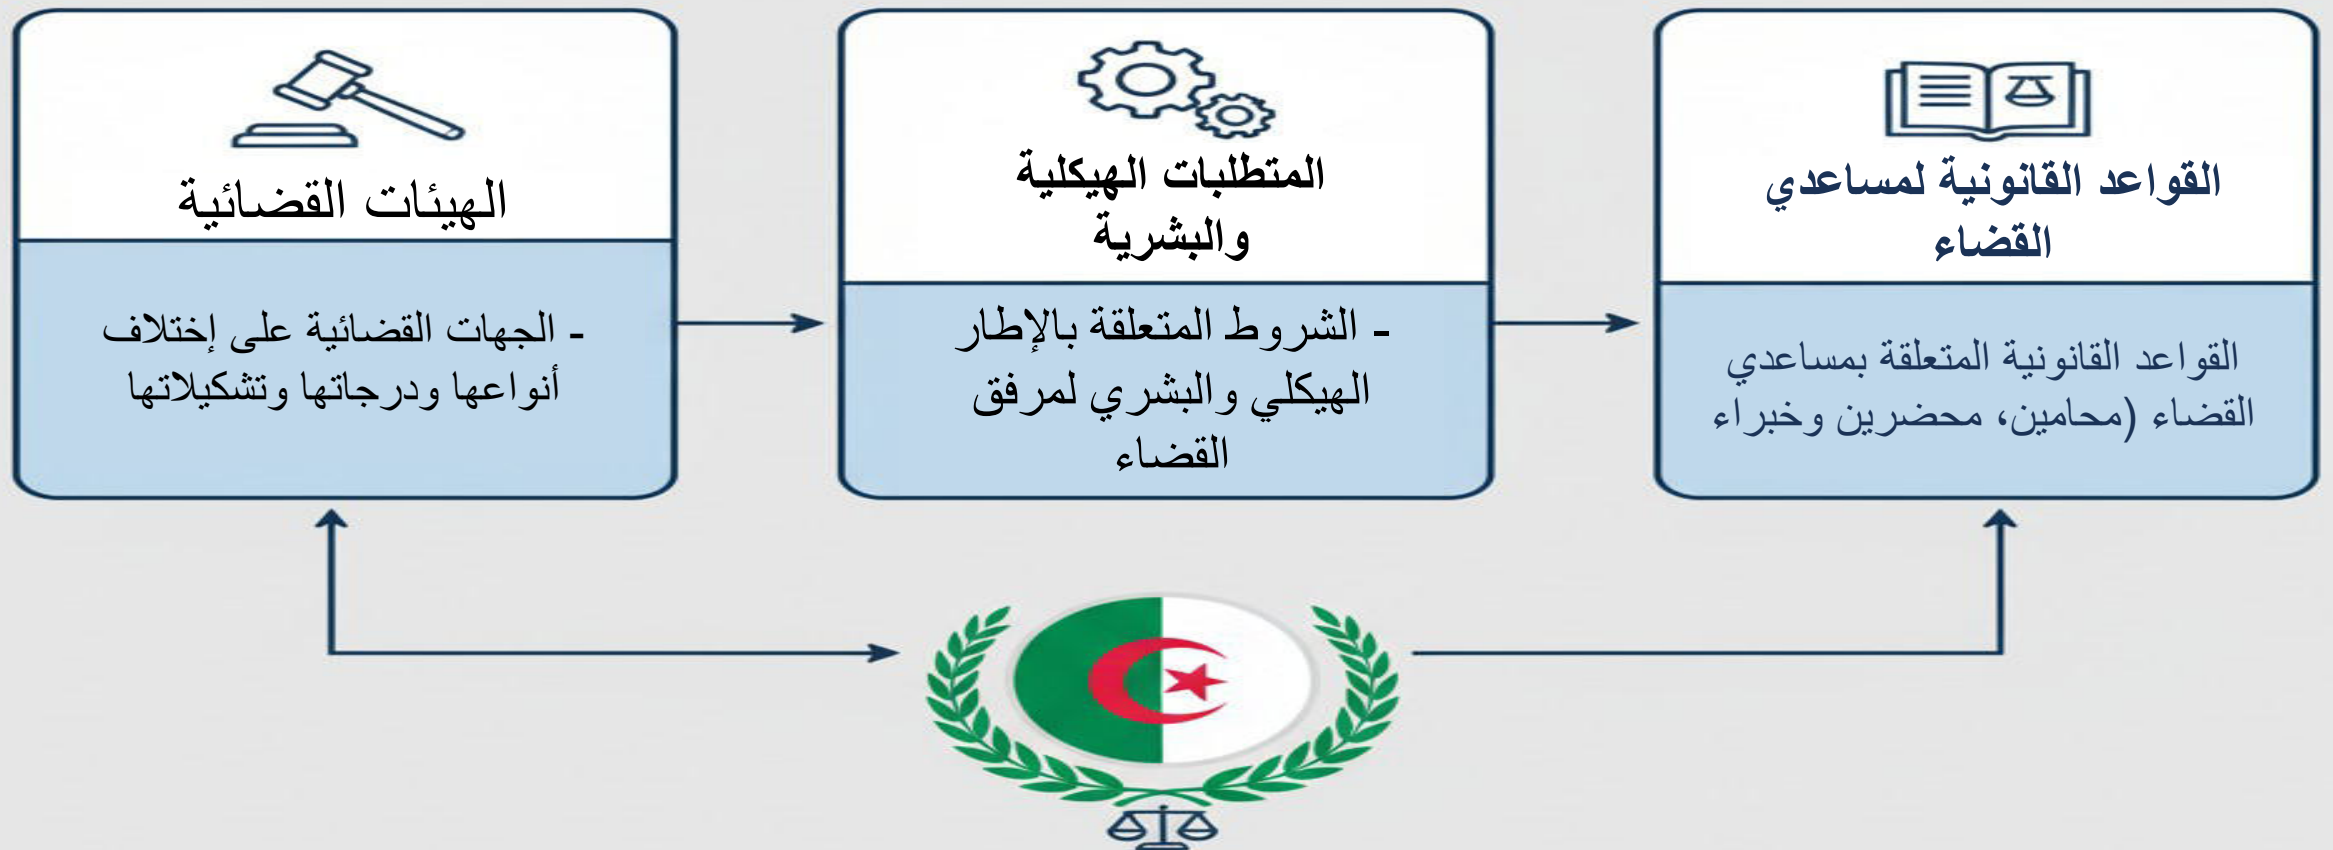 الهيئات القضائية
- الجهات القضائية على إختلاف
أنواعها ودرجاتها وتشكيلاتها
المتطلبات الهيكلية
والبشرية
- الشروط المتعلقة بالإطار
الهيكلي والبشري لمرفق
القضاء
القواعد القانونية لمساعدي
القضاء
القواعد القانونية المتعلقة بمساعدي
القضاء (محامين، محضرين وخبراء